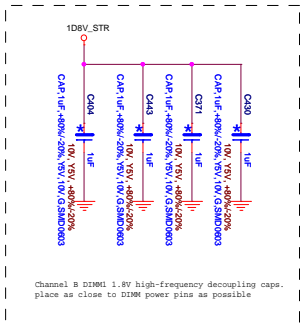 1D8V_STR
C404
1uF
10V, Y5V, +80%/-20%
CAP,1uF,+80%/-20%,Y5V,10V,G,SMD0603
C443
1uF
10V, Y5V, +80%/-20%
CAP,1uF,+80%/-20%,Y5V,10V,G,SMD0603
C371
1uF
10V, Y5V, +80%/-20%
CAP,1uF,+80%/-20%,Y5V,10V,G,SMD0603
C430
1uF
10V, Y5V, +80%/-20%
CAP,1uF,+80%/-20%,Y5V,10V,G,SMD0603
Channel B DIMM1 1.8V high-frequency decoupling caps.
place as close to DIMM power pins as possible